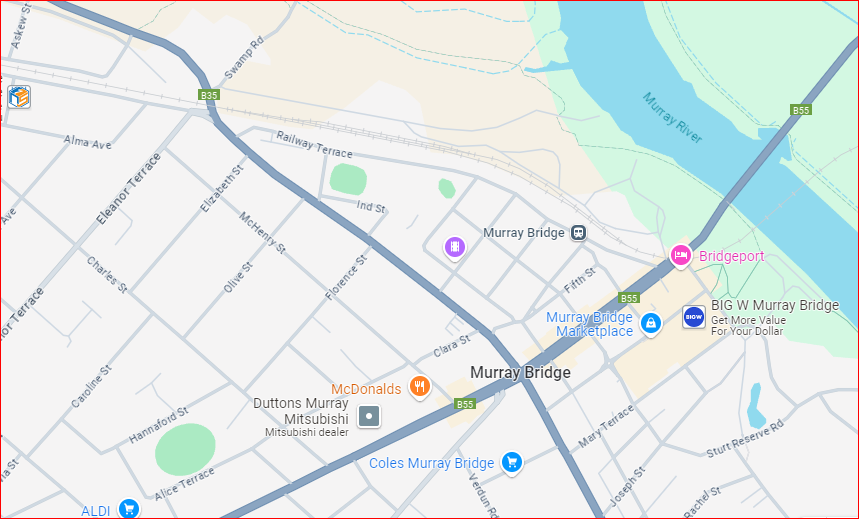 Askew St
Swamp Rd
B35
B55
Murray River
Alma Ave
Railway Terrace
Eleanor Terrace
Elizabeth St
Ind St
Ave
McHenry St
Murray Bridge
Bridgeport
Charles St
Olive St
Florence St
Fifth St
B55
BIG W Murray Bridge
Get More Value
For Your Dollar
BIGW
Murray Bridge
Marketplace
nor Terrace
Clara St
Murray Bridge
Caroline St
McDonalds
B55
Duttons Murray
Mitsubishi
Mitsubishi dealer
Hannaford St
Mary Terrace
Sturt Reserve Rd
Coles Murray Bridge
na St
Alice Terrace
Verdun Rd
Joseph St
Rachel St
ALDI